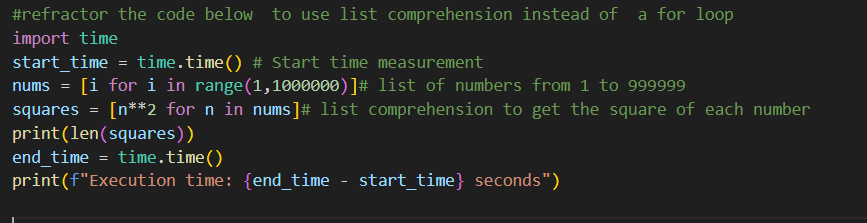 #refractor the code below  to use list comprehension instead of  a for loop
import time
start_time = time.time() # Start time measurement
nums = [i for i in range(1,1000000)]# list of numbers from 1 to 999999
squares = [n**2 for n in nums]# list comprehension to get the square of each number
print(len(squares))
end_time = time.time()
print(f"Execution time: {end_time - start_time} seconds")